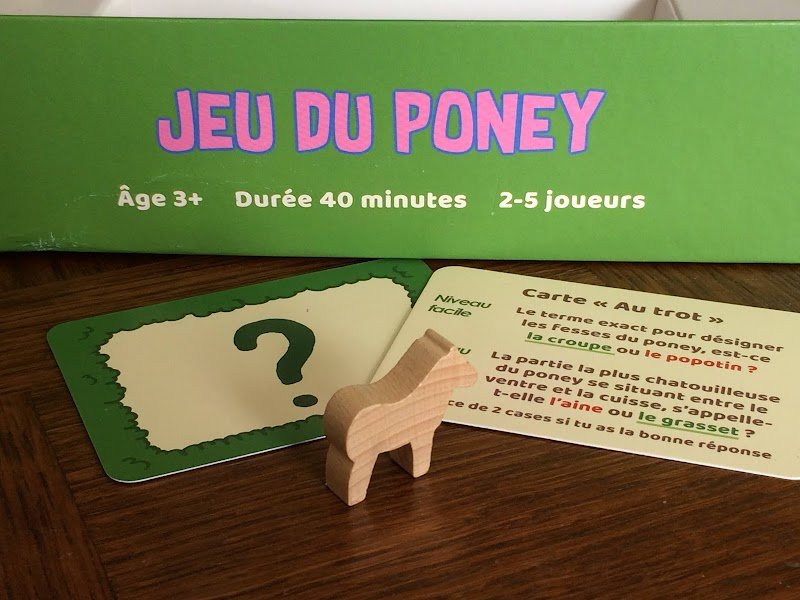 JEU DU PONEY
Âge 3+ Durée 40 minutes 2-5 joueurs
?
Carte « Au trot »
Niveau
facile
Le terme exact pour désigner
les fesses du poney, est-ce
la croupe ou le popotin ?
La partie la plus chatouilleuse
du poney se situant entre le
ventre et la cuisse, s'appelle-
t-elle l'aine ou le grasset ?
de 2 cases si tu as la bonne réponse